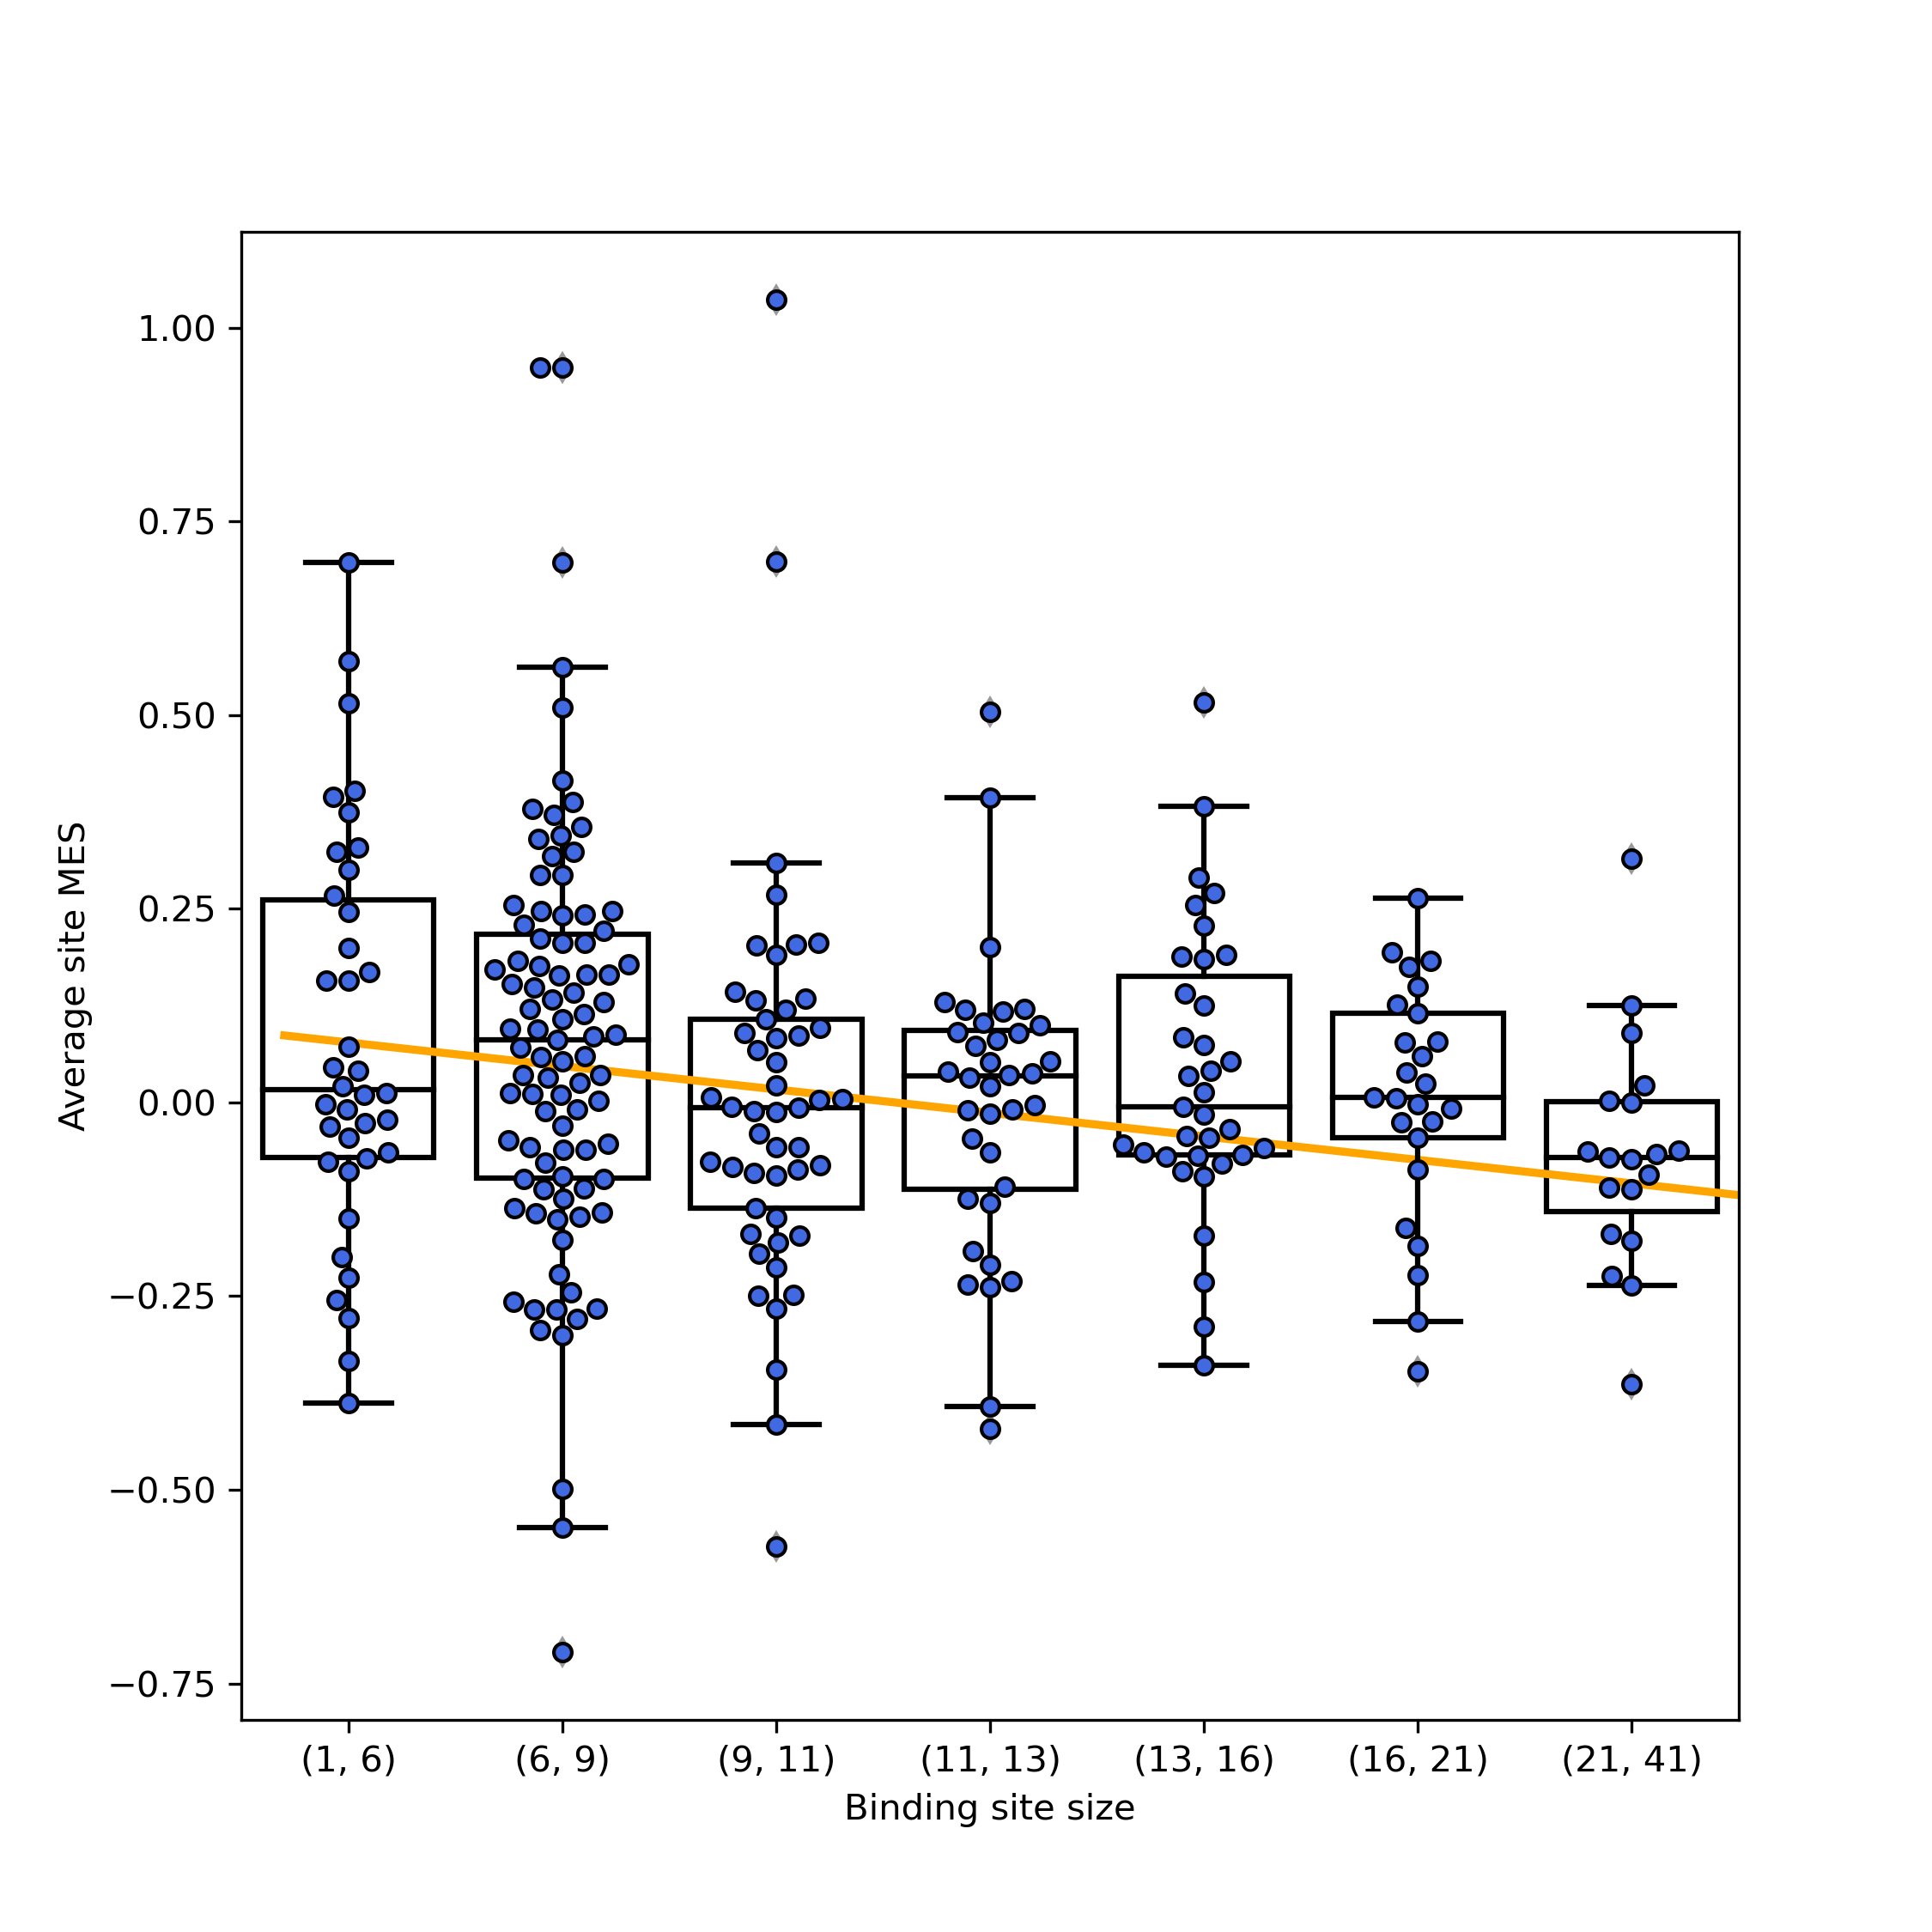 Average site MES
1.00
0.75
0.50
0.25
0.00
−0.25
−0.50
−0.75
(1, 6) (6, 9) (9, 11) (11, 13) (13, 16) (16, 21) (21, 41)
Binding site size